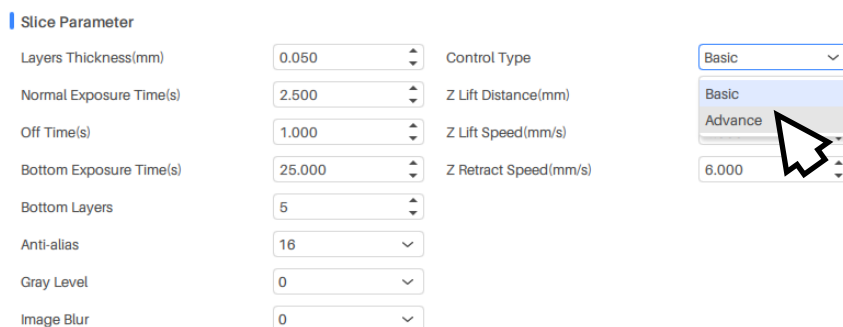 Slice Parameter
Layers Thickness(mm) 0.050 Control Type Basic
Normal Exposure Time(s) 2.500 Z Lift Distance(mm) Basic
Off Time(s) 1.000 Z Lift Speed(mm/s) Advance
Bottom Exposure Time(s) 25.000 Z Retract Speed(mm/s) 6.000
Bottom Layers 5
Anti-alias 16
Gray Level 0
Image Blur 0